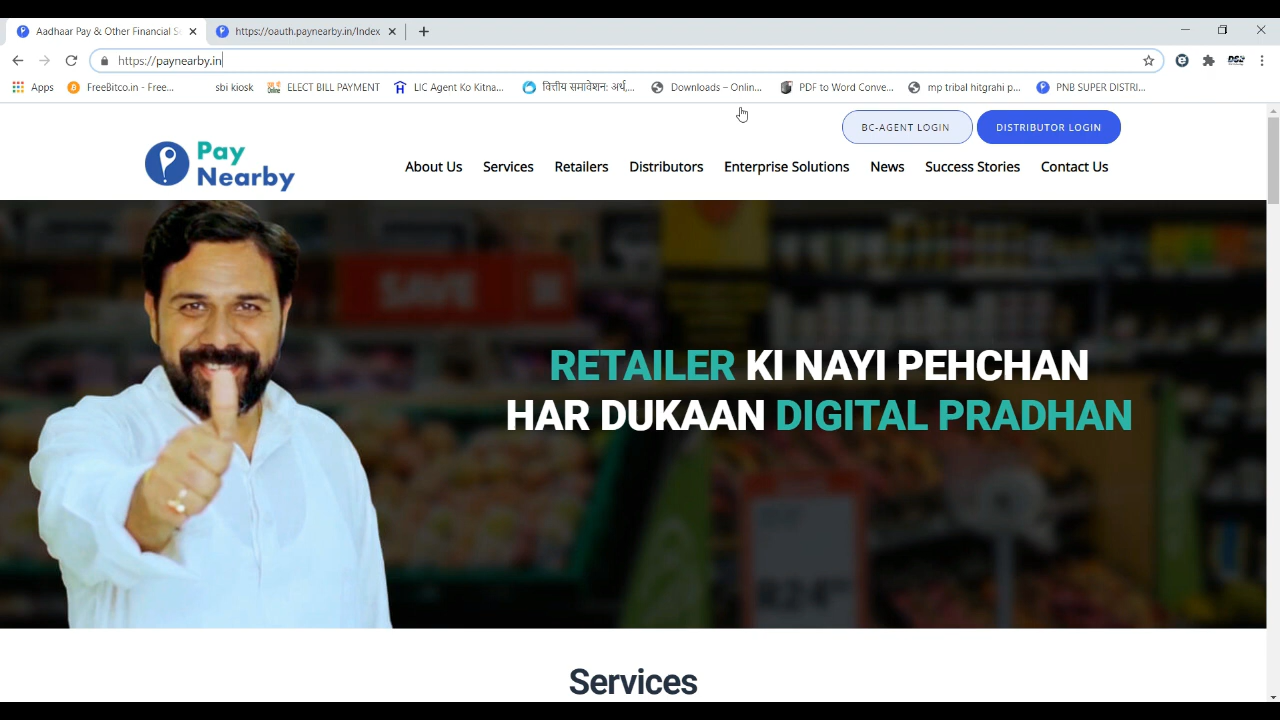 Aadhaar Pay & Other Financial S
https://oauth.paynearby.in/Index
https://paynearby.in
Apps
FreeBitco.in - Free...
sbi kiosk
ELECT BILL PAYMENT
LIC Agent Ko Kitna...
वित्तीय समावेशन: अर्थ,...
Downloads – Onlin...
PDF to Word Conve...
mp tribal hitgrahi p...
PNB SUPER DISTRI...
BC-AGENT LOGIN
DISTRIBUTOR LOGIN
Pay
Nearby
About Us
Services
Retailers
Distributors
Enterprise Solutions
News
Success Stories
Contact Us
SAVE
RETAILER KI NAYI PEHCHAN
HAR DUKAAN DIGITAL PRADHAN
Services